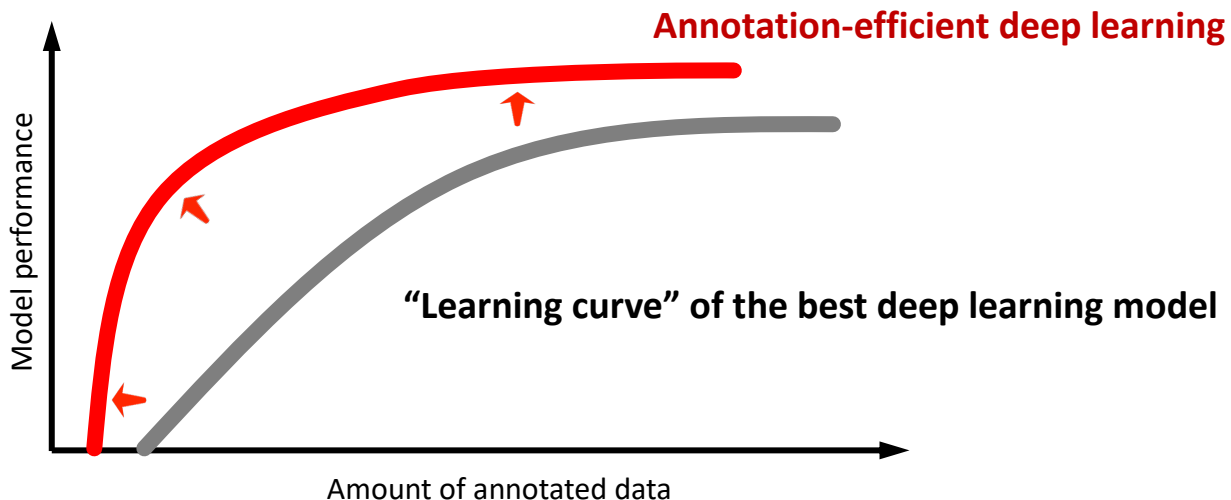 Annotation-efficient deep learning
Model performance
“Learning curve” of the best deep learning model
Amount of annotated data